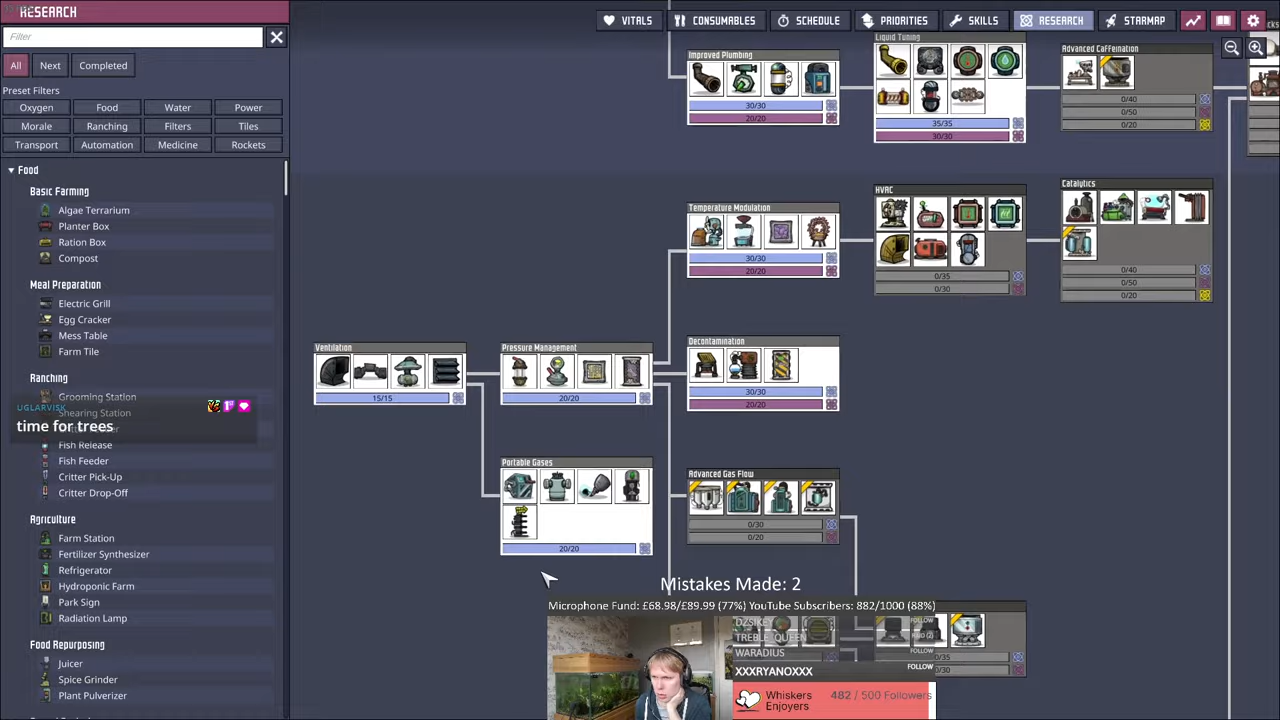 RESEARCH
VITALS
CONSUMABLES
SCHEDULE
PRIORITIES
SKILLS
RESEARCH
STARMAP
Filter
All
Next
Completed
Preset Filters
Oxygen
Food
Water
Power
Morale
Ranching
Filters
Tiles
Transport
Automation
Medicine
Rockets
Food
Basic Farming
Algae Terrarium
Planter Box
Ration Box
Compost
Meal Preparation
Electric Grill
Egg Cracker
Mess Table
Farm Tile
Ranching
Grooming Station
Shearing Station
UGLARVISK
time for trees
Fish Release
Fish Feeder
Critter Pick-Up
Critter Drop-Off
Agriculture
Farm Station
Fertilizer Synthesizer
Refrigerator
Hydroponic Farm
Park Sign
Radiation Lamp
Food Repurposing
Juicer
Spice Grinder
Plant Pulverizer
Improved Plumbing
30/30
20/20
Liquid Tuning
35/35
30/30
Advanced Caffeination
0/40
0/50
0/20
Temperature Modulation
30/30
20/20
HVAC
0/35
0/30
Catalytics
0/40
0/50
0/20
Ventilation
15/15
Pressure Management
20/20
Decontamination
30/30
20/20
Portable Gases
20/20
Advanced Gas Flow
0/30
0/20
Mistakes Made: 2
Microphone Fund: £68.98/£89.99 (77%) YouTube Subscribers: 882/1000 (88%)
DZSIKEY
FOLLOW
TREBLE_QUEEN
WARADIUS
FOLLOW
XXXRYANOXXX
FOLLOW
Whiskers
Enjoyers
482 / 500 Followers